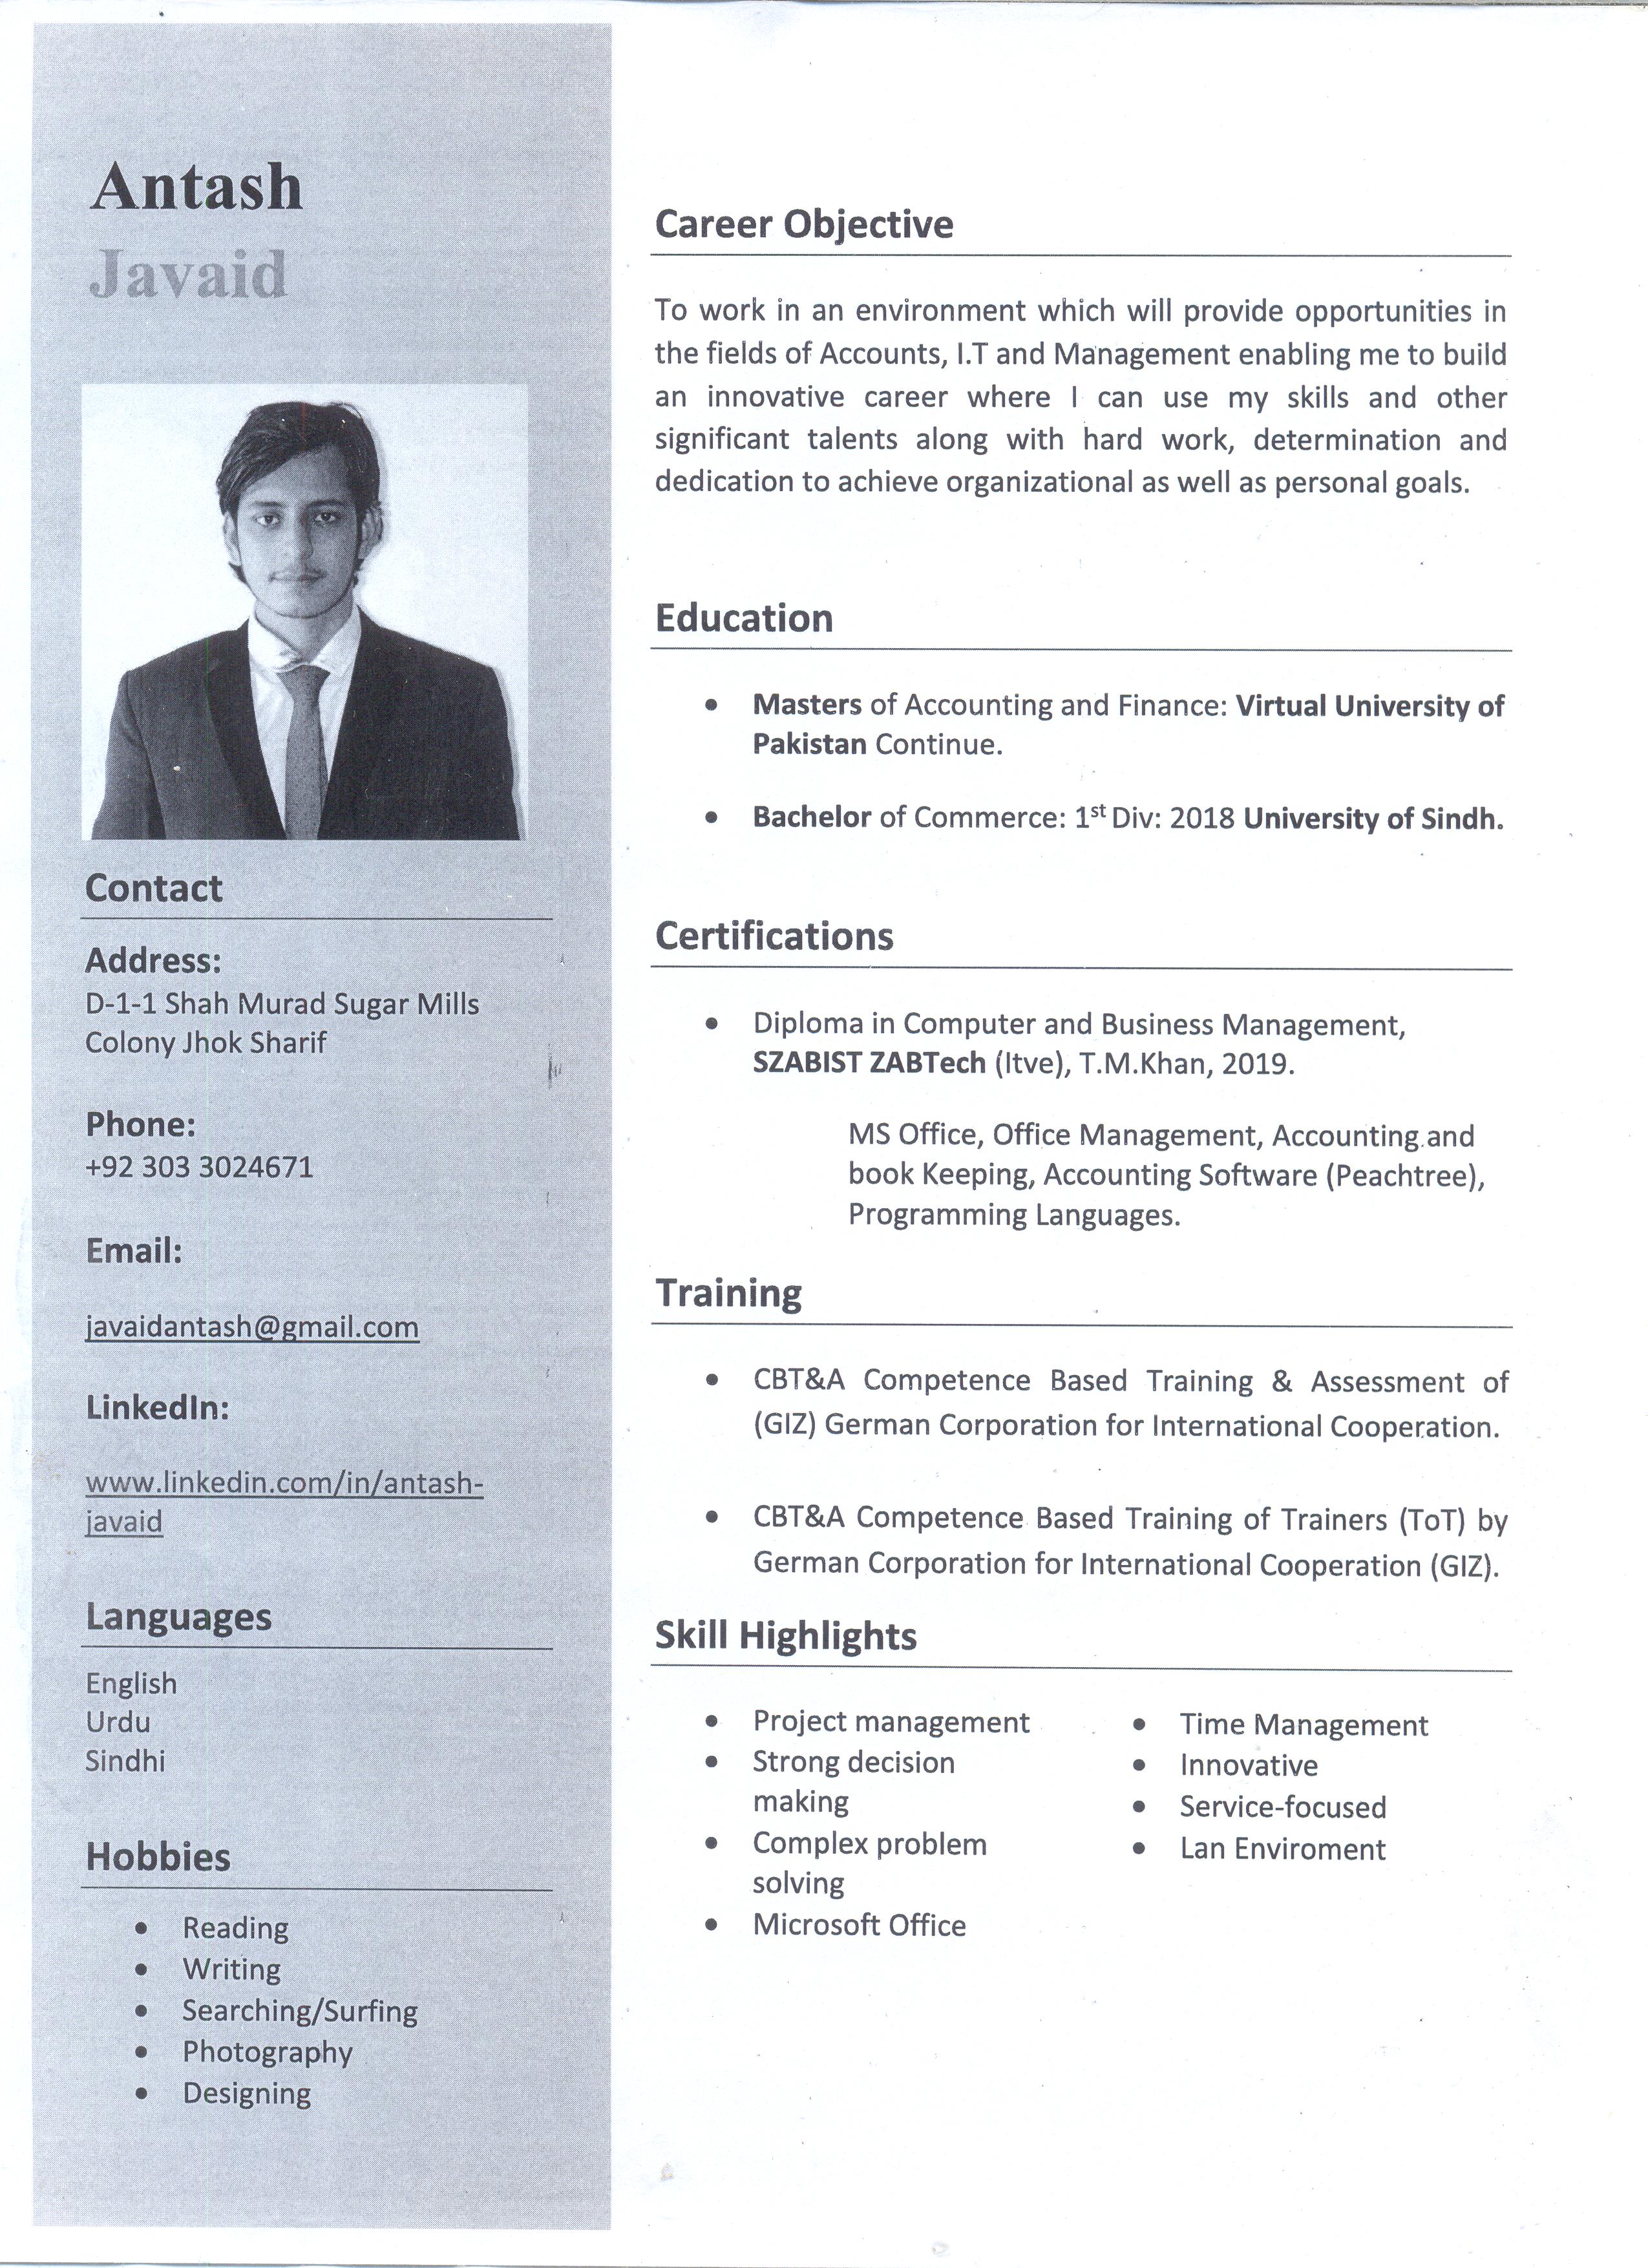 Antash
Javaid
Contact
Address:
D-1-1 Shah Murad Sugar Mills
Colony Jhok Sharif
Phone:
+92 303 3024671
Email:
javaidantash@gmail.com
LinkedIn:
www.linkedin.com/in/antash-
javaid
Languages
English
Urdu
Sindhi
Hobbies
• Reading
• Writing
• Searching/Surfing
• Photography
• Designing
Career Objective
To work in an environment which will provide opportunities in
the fields of Accounts, I.T and Management enabling me to build
an innovative career where I can use my skills and other
significant talents along with hard work, determination and
dedication to achieve organizational as well as personal goals.
Education
• Masters of Accounting and Finance: Virtual University of
Pakistan Continue.
• Bachelor of Commerce: 1st Div: 2018 University of Sindh.
Certifications
• Diploma in Computer and Business Management,
SZABIST ZABTech (Itve), T.M.Khan, 2019.
MS Office, Office Management, Accounting and
book Keeping, Accounting Software (Peachtree),
Programming Languages.
Training
• CBT&A Competence Based Training & Assessment of
(GIZ) German Corporation for International Cooperation.
• CBT&A Competence Based Training of Trainers (ToT) by
German Corporation for International Cooperation (GIZ).
Skill Highlights
• Project management
• Strong decision
making
• Complex problem
solving
• Microsoft Office
• Time Management
• Innovative
• Service-focused
• Lan Enviroment